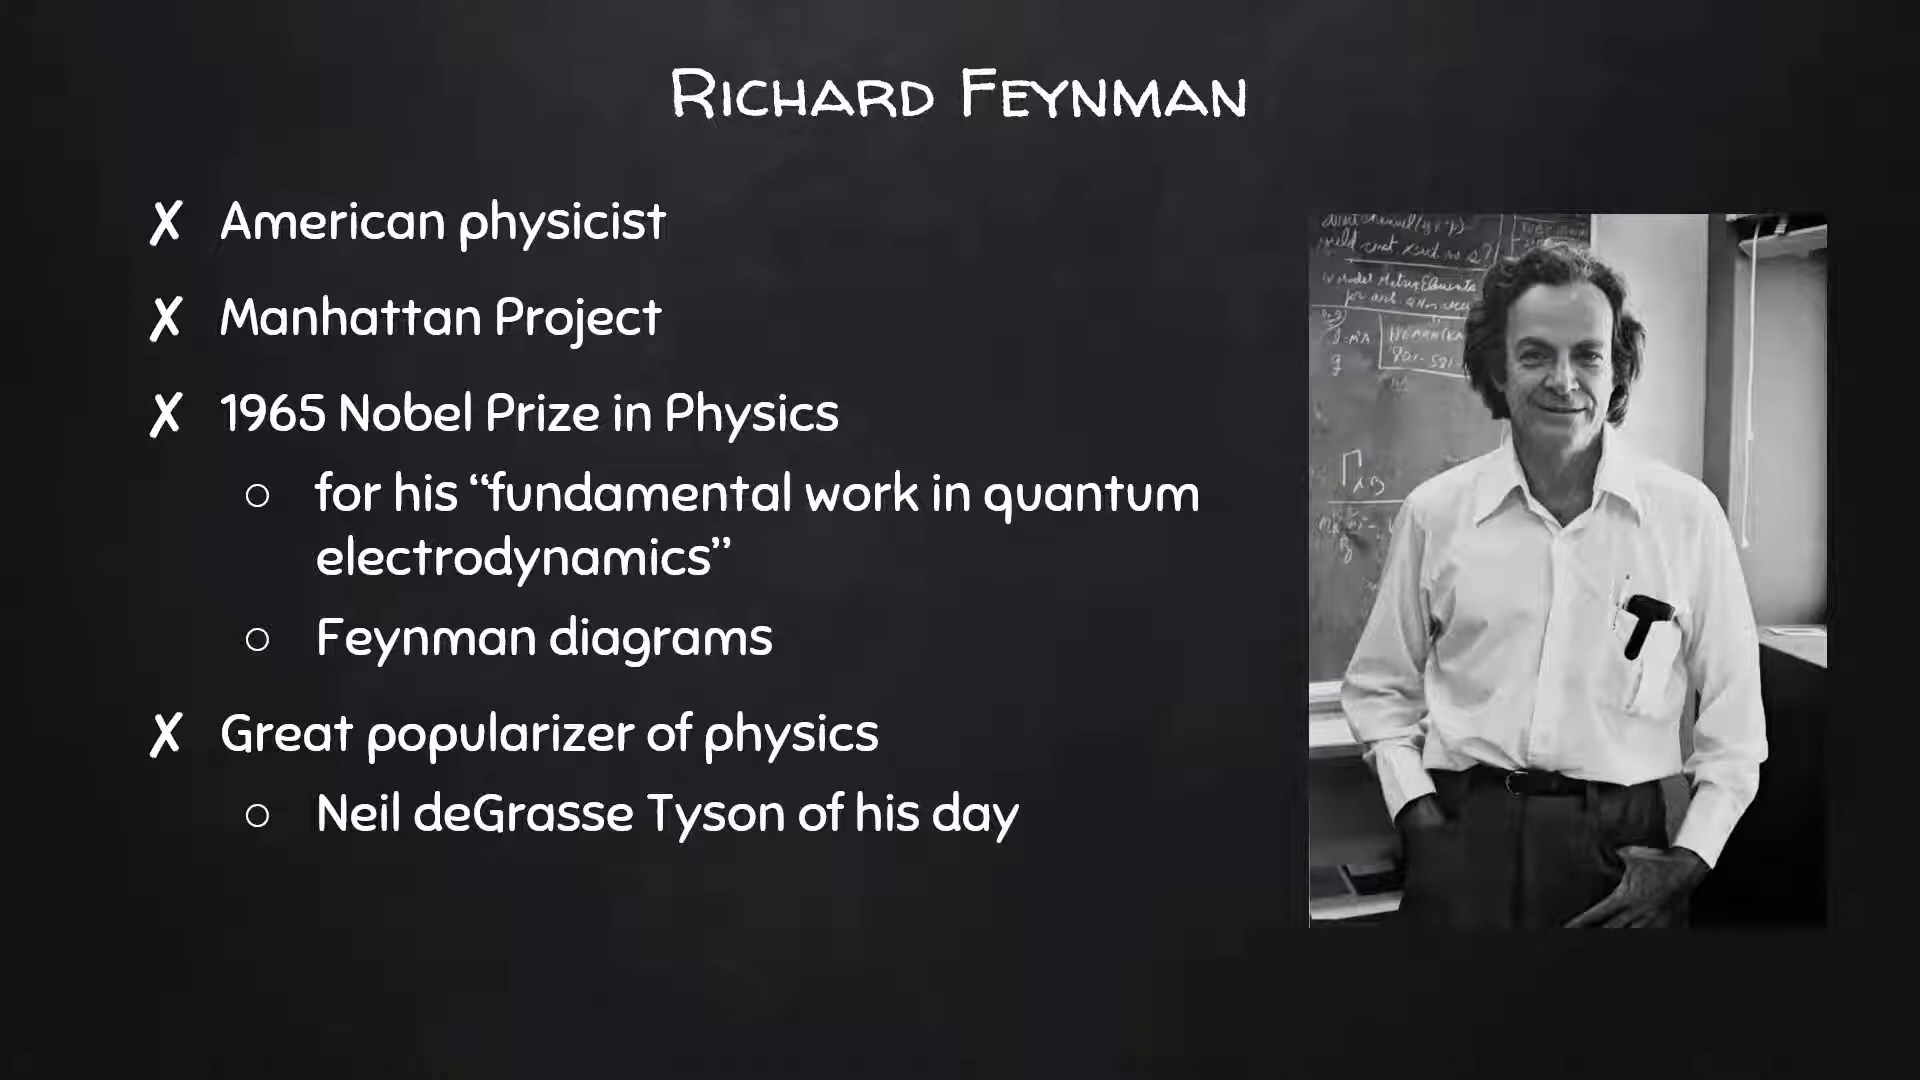 Richard Feynman
✗ American physicist
✗ Manhattan Project
✗ 1965 Nobel Prize in Physics
○ for his “fundamental work in quantum
electrodynamics”
○ Feynman diagrams
✗ Great popularizer of physics
○ Neil deGrasse Tyson of his day